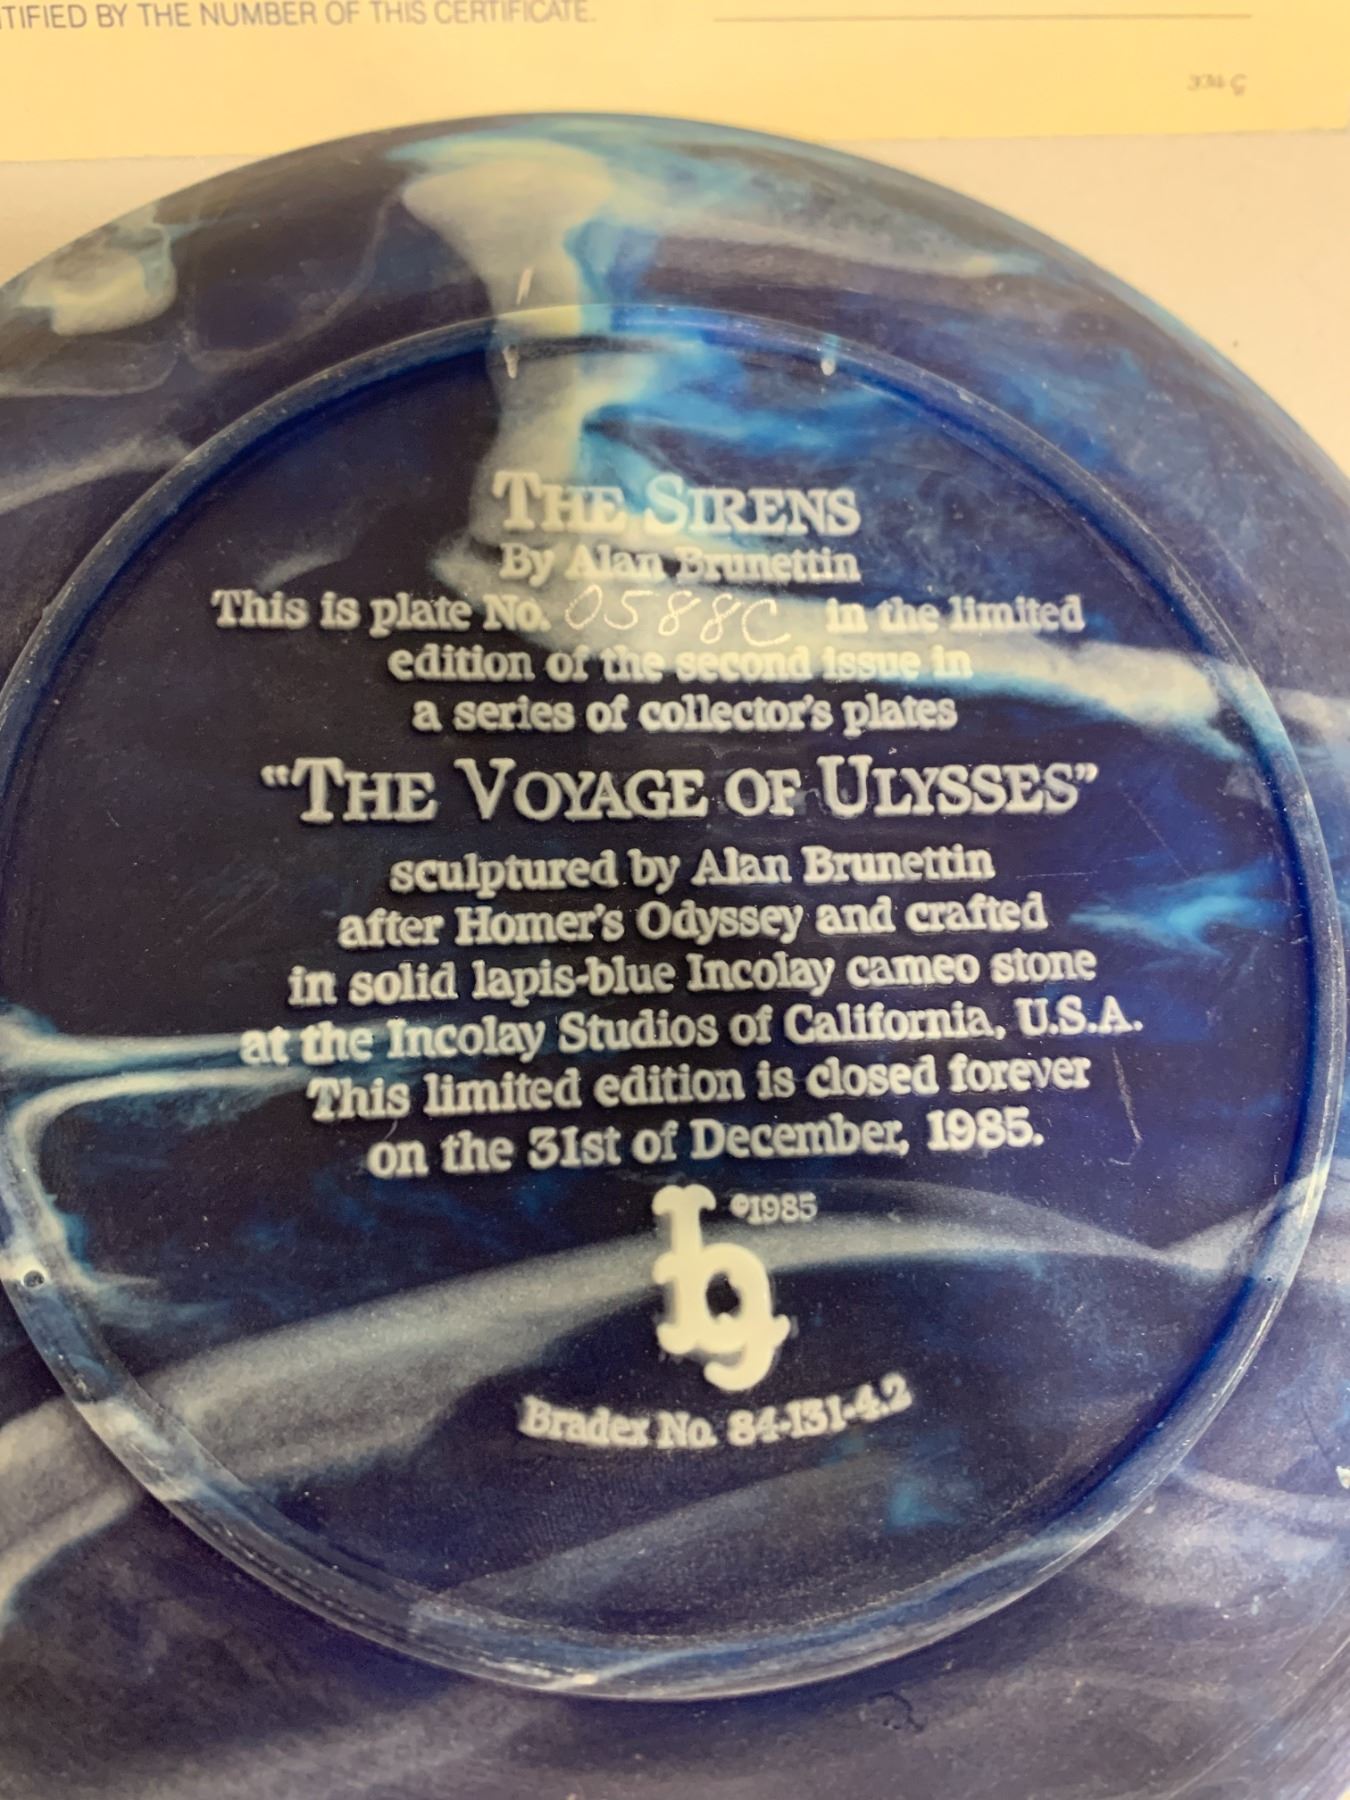 TIFIED BY THE NUMBER OF THIS CERTIFICATE.
THE SIRENS
By Alan Brunettin
This is plate No. 0588C in the limited
edition of the second issue in
a series of collector's plates
"THE VOYAGE OF ULYSSES"
sculptured by Alan Brunettin
after Homer's Odyssey and crafted
in solid lapis-blue Incolay cameo stone
at the Incolay Studios of California, U.S.A.
This limited edition is closed forever
on the 31st of December, 1985.
©1985
bg
Bradex No. 84-131-4.2